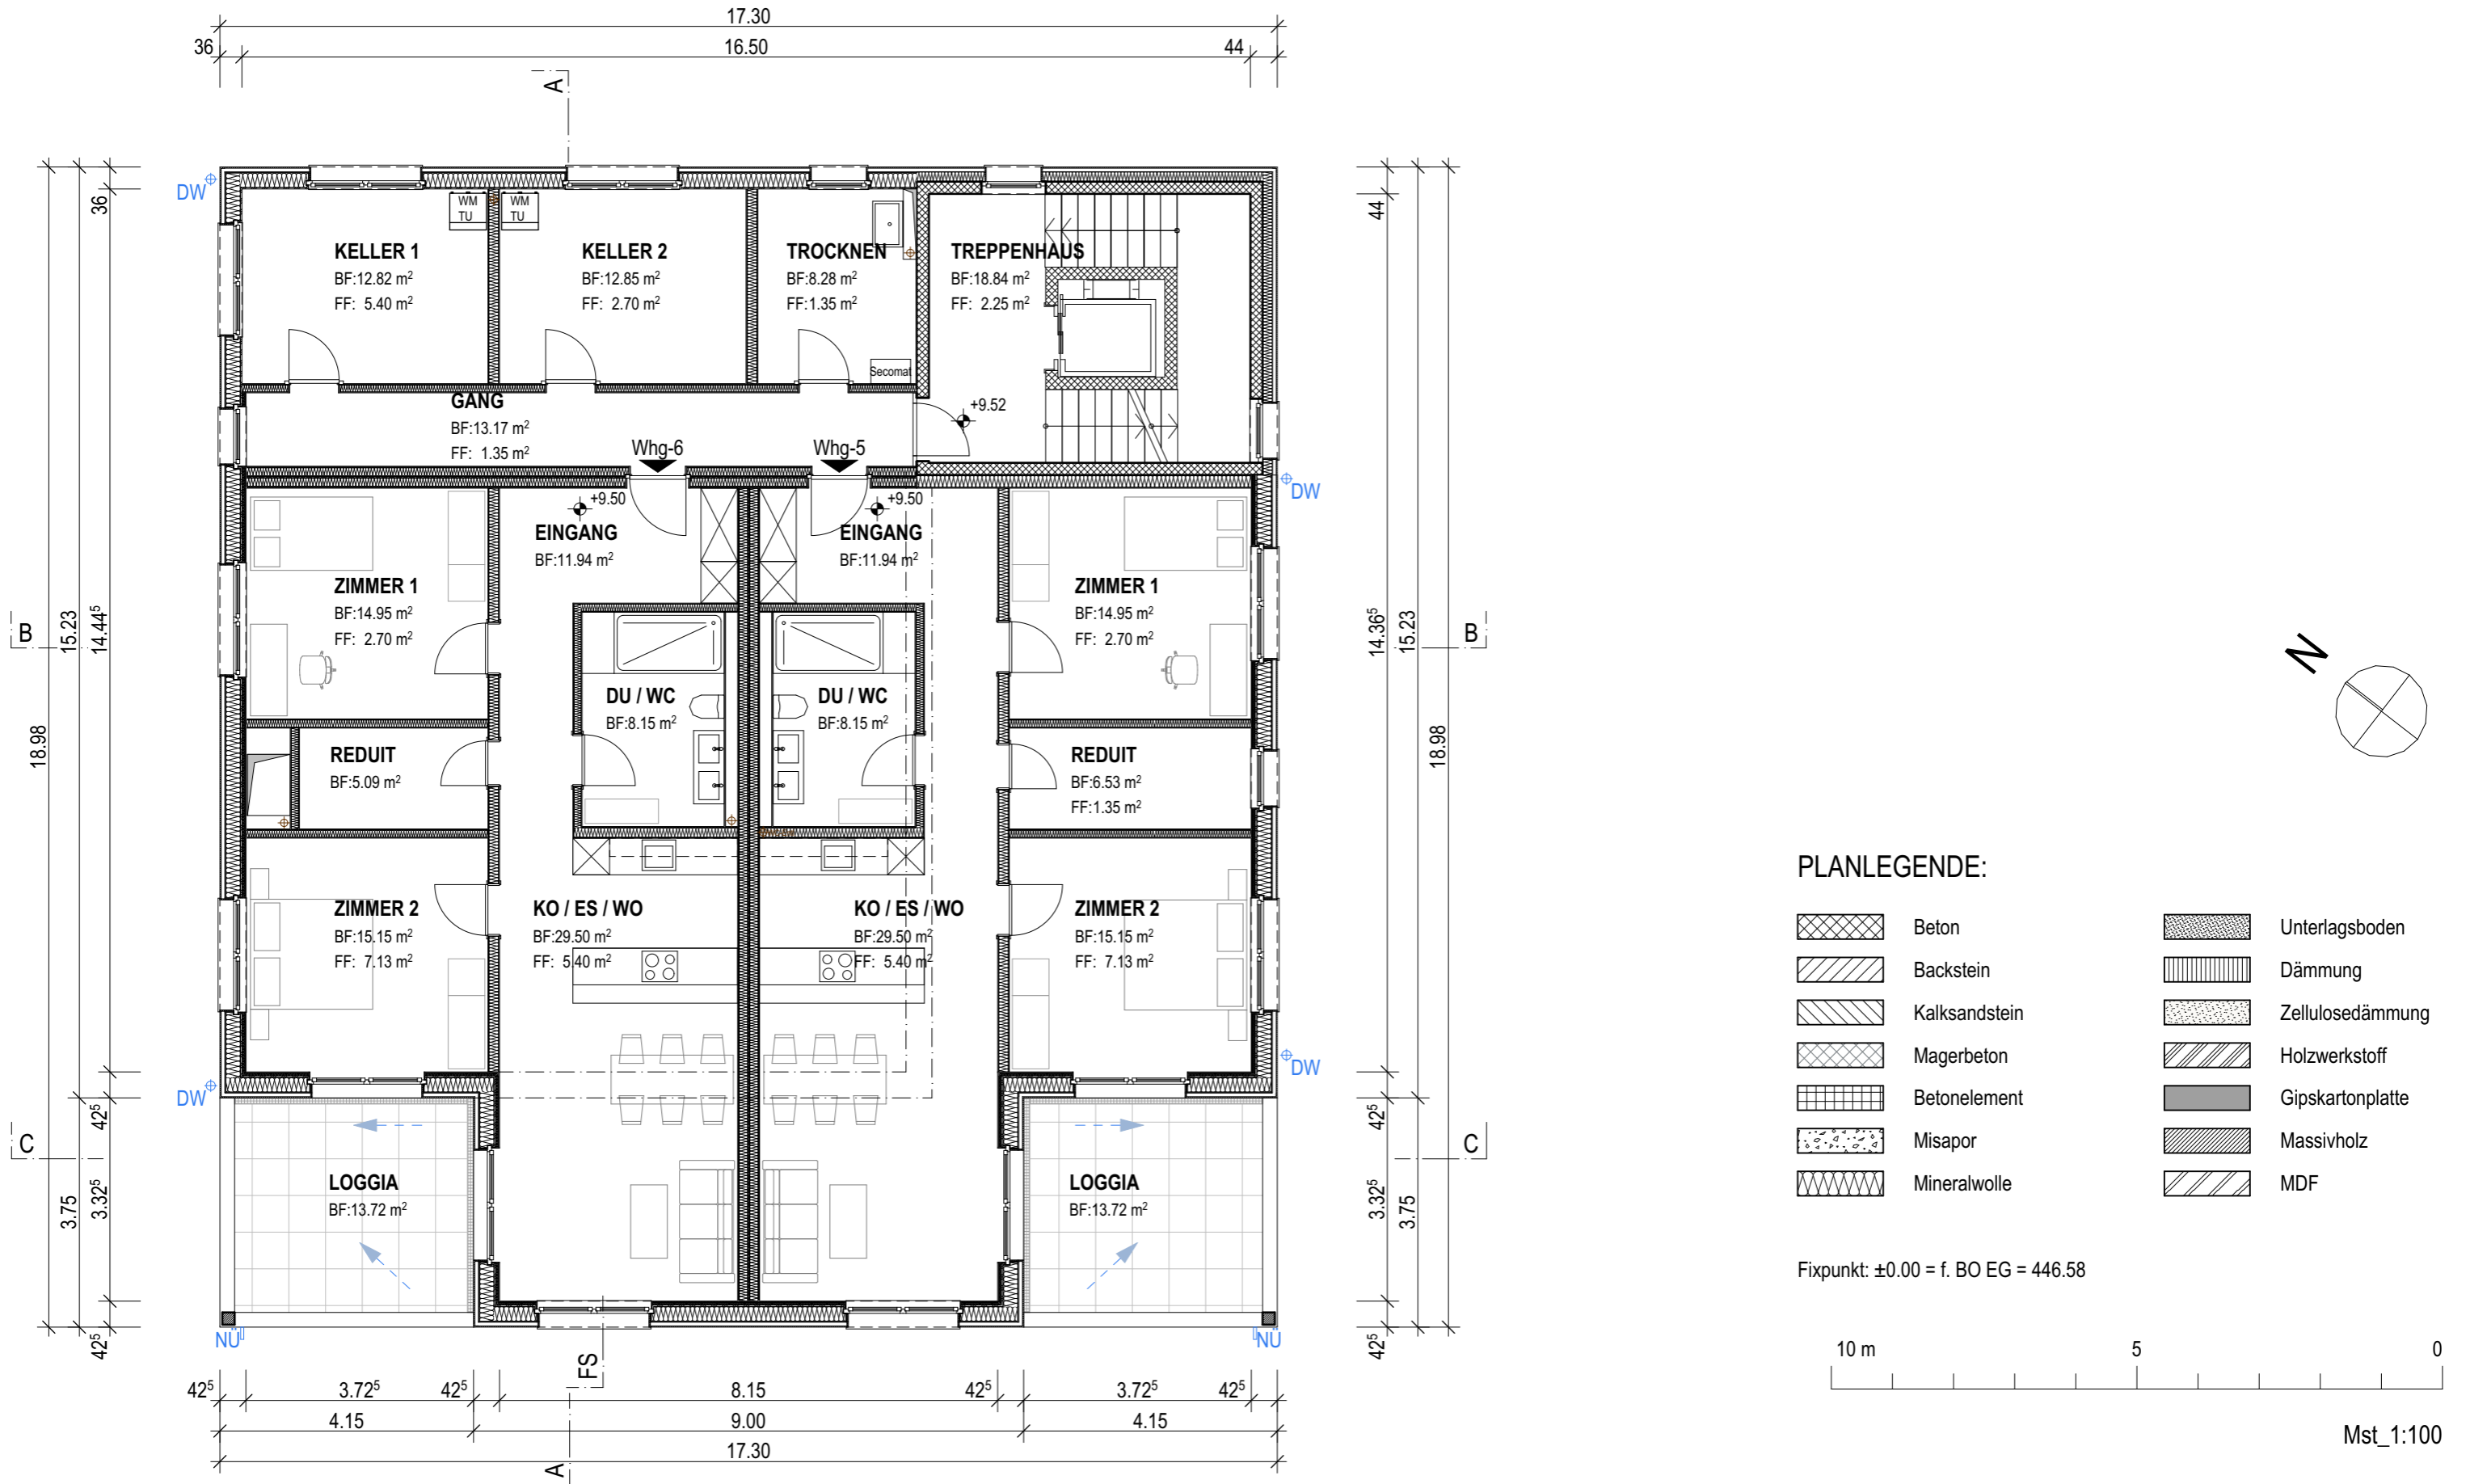 17.30
36 16.50 44
A
DW
36
44
WM
TU
WM
TU
KELLER 1
BF:12.82 m²
FF: 5.40 m²
KELLER 2
BF:12.85 m²
FF: 2.70 m²
TROCKNEN
BF:8.28 m²
FF:1.35 m²
TREPPENHAUS
BF:18.84 m²
FF: 2.25 m²
Secomat
GANG
BF:13.17 m²
FF: 1.35 m²
+9.52
Whg-6
Whg-5
DW
+9.50
+9.50
EINGANG
BF:11.94 m²
EINGANG
BF:11.94 m²
ZIMMER 1
BF:14.95 m²
FF: 2.70 m²
ZIMMER 1
BF:14.95 m²
FF: 2.70 m²
B
15.23
14.44⁵
14.36⁵
15.23
B
N
DU / WC
BF:8.15 m²
DU / WC
BF:8.15 m²
18.98
18.98
REDUIT
BF:5.09 m²
REDUIT
BF:6.53 m²
FF:1.35 m²
ZIMMER 2
BF:15.15 m²
FF: 7.13 m²
KO / ES / WO
BF:29.50 m²
FF: 5.40 m²
KO / ES / WO
BF:29.50 m²
FF: 5.40 m²
ZIMMER 2
BF:15.15 m²
FF: 7.13 m²
DW
DW
42⁵
42⁵
C
C
LOGGIA
BF:13.72 m²
LOGGIA
BF:13.72 m²
3.75
3.32⁵
3.32⁵
3.75
NÜ
NÜ
42⁵
42⁵
FS
42⁵ 3.72⁵ 42⁵ 8.15 42⁵ 3.72⁵ 42⁵
4.15 9.00 4.15
17.30
A
PLANLEGENDE:
Beton
Backstein
Kalksandstein
Magerbeton
Betonelement
Misapor
Mineralwolle
Unterlagsboden
Dämmung
Zellulosedämmung
Holzwerkstoff
Gipskartonplatte
Massivholz
MDF
Fixpunkt: ±0.00 = f. BO EG = 446.58
10 m 5 0
Mst_1:100